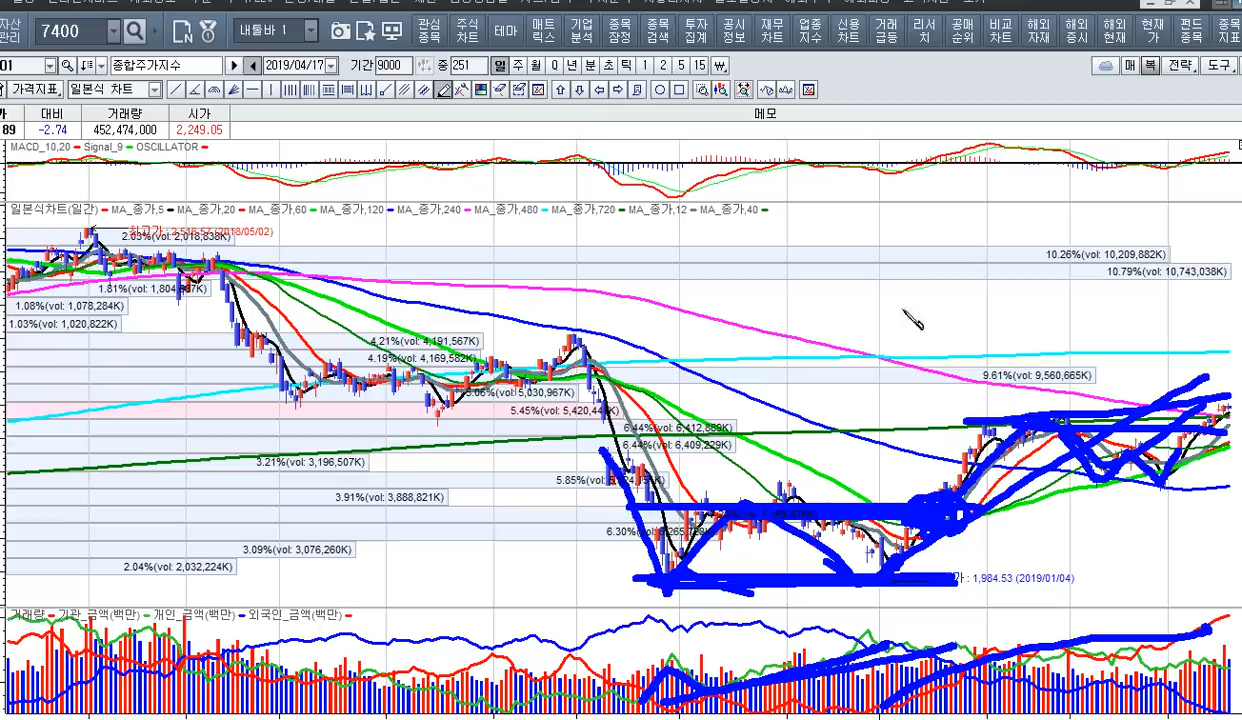 자산 관리 7400 내툴바 1 관심 종목 주식 차트 테마 매트 릭스 기업 분석 종목 잠정 종목 검색 투자 집계 공시 정보 재무 차트 업종 지수 신용 차트 거래 급등 리서 치 공매 순위 비교 차트 해외 자재 해외 증시 해외 현재 현재 가 펀드 종목 종목 지표
01 종합주가지수 2019/04/17 기간 9000 중 251 일 주 월 Q 년 분 초 틱 1 2 3 5 15 매 복 전략 도구
가격지표 일본식 차트
가 대비 거래량 시가 메모
89 -2.74 452,474,000 2,249.05
MACD_10,20 Signal_9 OSCILLATOR
일본식차트(일간) MA_종가,5 MA_종가,20 MA_종가,60 MA_종가,120 MA_종가,240 MA_종가,480 MA_종가,720 MA_종가,12 MA_종가,40
(2018/05/02)
2.03%(vol: 2,018,838K)
10.26%(vol: 10,209,882K)
10.79%(vol: 10,743,038K)
1.08%(vol: 1,078,284K)
1.03%(vol: 1,020,822K)
4.21%(vol: 4,191,567K)
4.19%(vol: 4,169,582K)
9.61%(vol: 9,560,665K)
5.06%(vol: 5,030,967K)
6.44%(vol: 6,409,229K)
3.21%(vol: 3,196,507K)
3.91%(vol: 3,888,821K)
3.09%(vol: 3,076,260K)
2.04%(vol: 2,032,224K)
가 : 1,984.53 (2019/01/04)
거래량 기관_금액(백만) 개인_금액(백만) 외국인_금액(백만)